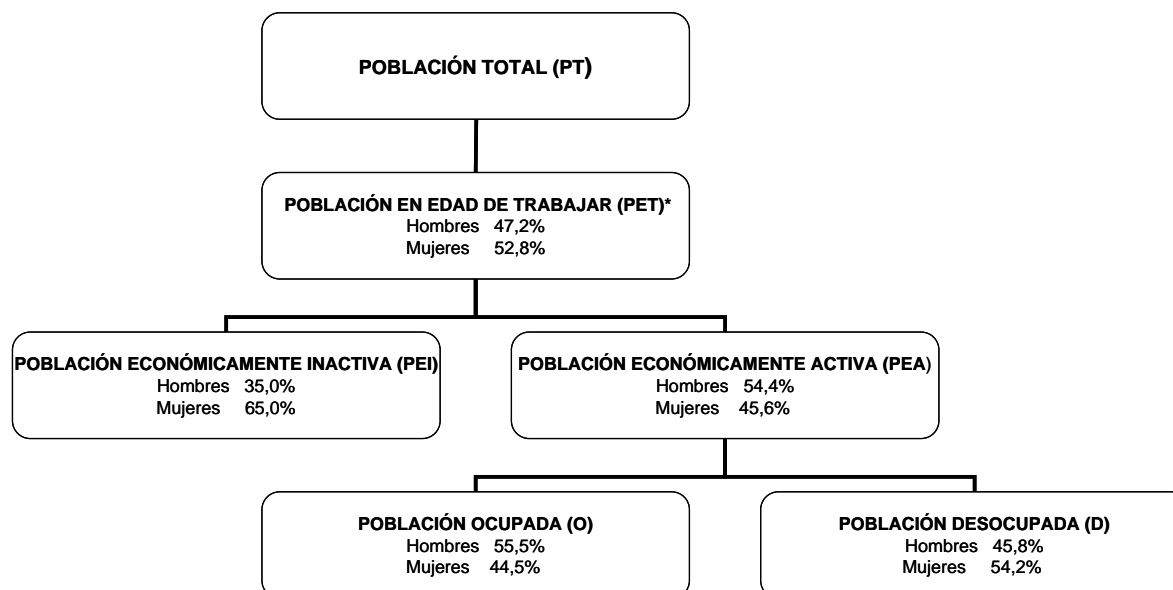 POBLACIÓN TOTAL (PT)
POBLACIÓN EN EDAD DE TRABAJAR (PET)*
Hombres 47,2%
Mujeres 52,8%
POBLACIÓN ECONÓMICAMENTE INACTIVA (PEI)
Hombres 35,0%
Mujeres 65,0%
POBLACIÓN ECONÓMICAMENTE ACTIVA (PEA)
Hombres 54,4%
Mujeres 45,6%
POBLACIÓN OCUPADA (O)
Hombres 55,5%
Mujeres 44,5%
POBLACIÓN DESOCUPADA (D)
Hombres 45,8%
Mujeres 54,2%